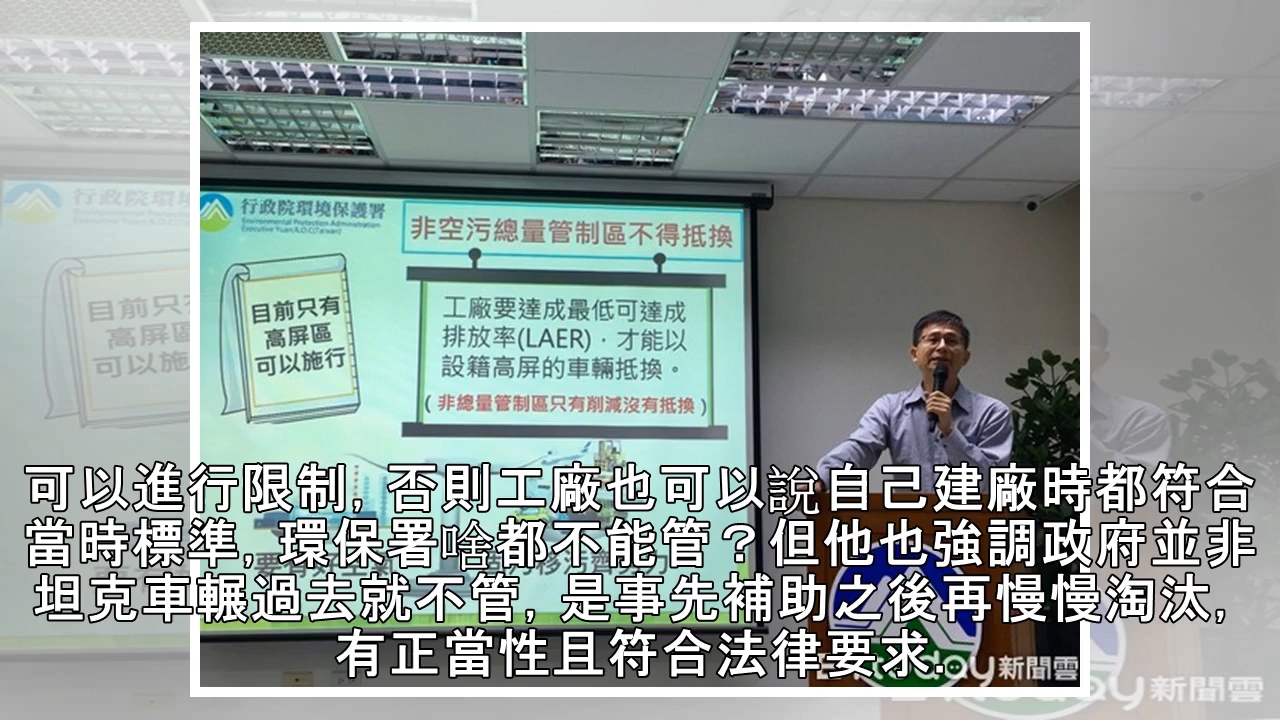 行政院環境保護署
Environmental Protection Administration
Executive Yuan, R.O.C.(Taiwan)
非空污總量管制區不得抵換
目前只有
高屏區
可以施行
工廠要達成最低可達成
排放率(LAER)，才能以
設籍高屏的車輛抵換。
（非總量管制區只有削減沒有抵換）
可以進行限制, 否則工廠也可以說自己建廠時都符合
當時標準, 環保署啥都不能管？但他也強調政府並非
坦克車輾過去就不管, 是事先補助之後再慢慢淘汰,
有正當性且符合法律要求.
ETtoday新聞雲